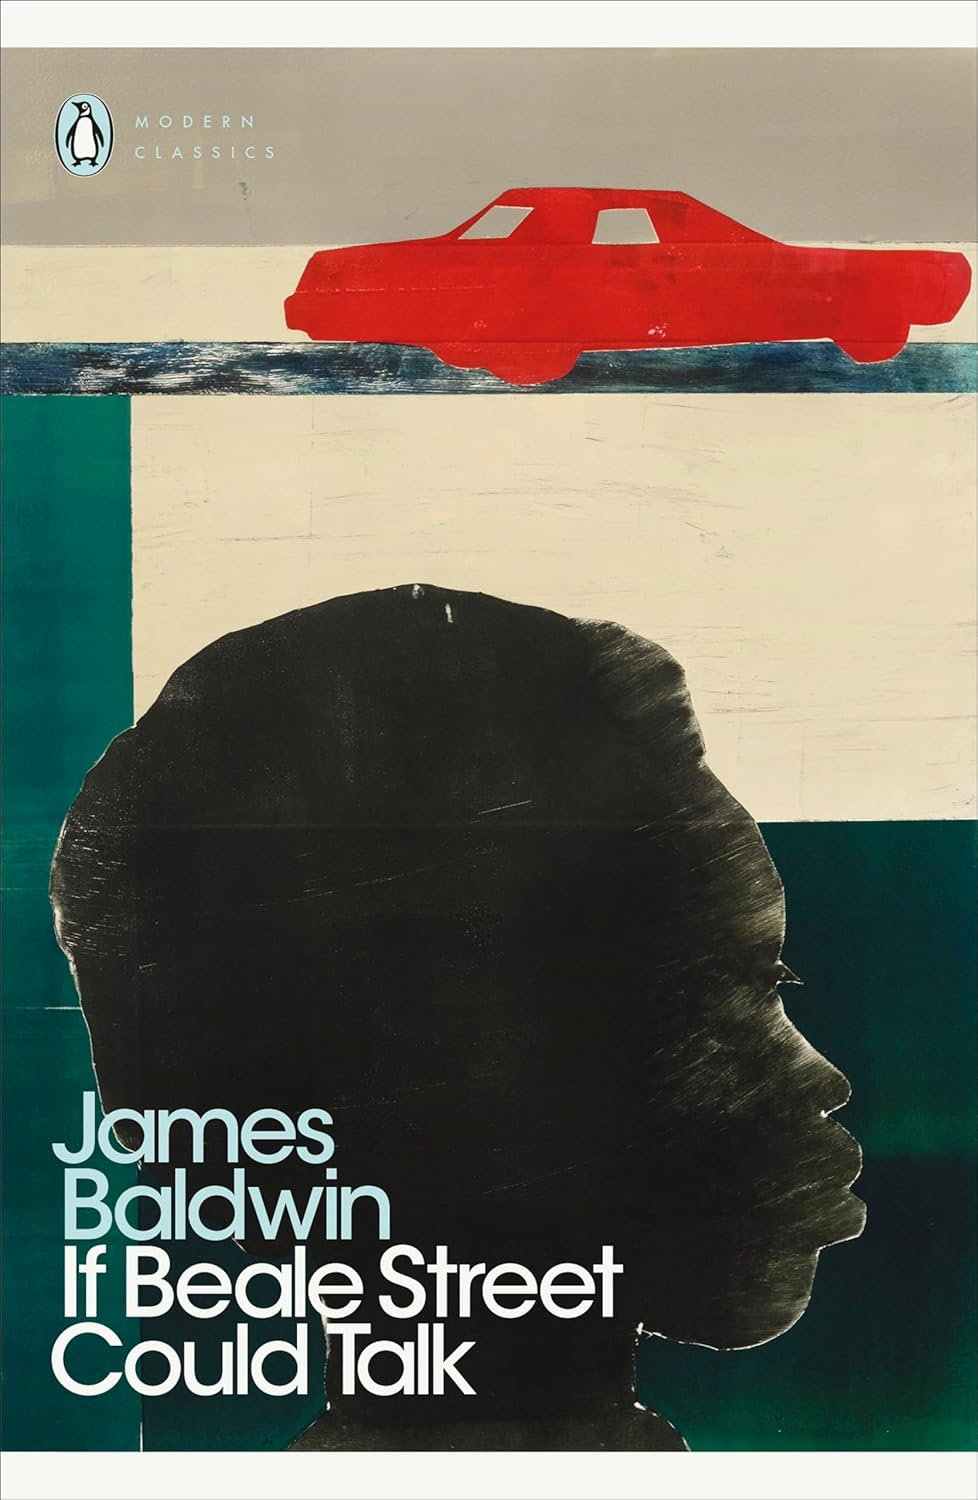 MODERN
CLASSICS
James
Baldwin
If Beale Street
Could Talk